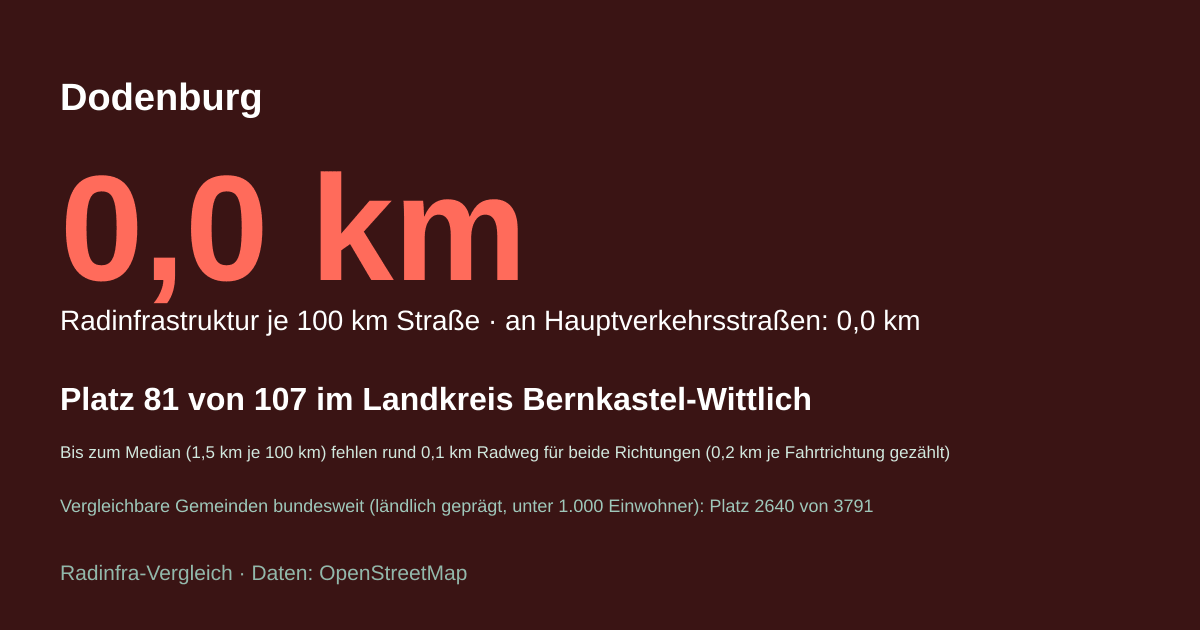 Dodenburg
0,0 km
Radinfrastruktur je 100 km Straße · an Hauptverkehrsstraßen: 0,0 km
Platz 81 von 107 im Landkreis Bernkastel-Wittlich
Bis zum Median (1,5 km je 100 km) fehlen rund 0,1 km Radweg für beide Richtungen (0,2 km je Fahrtrichtung gezählt)
Vergleichbare Gemeinden bundesweit (ländlich geprägt, unter 1.000 Einwohner): Platz 2640 von 3791
Radinfra-Vergleich · Daten: OpenStreetMap